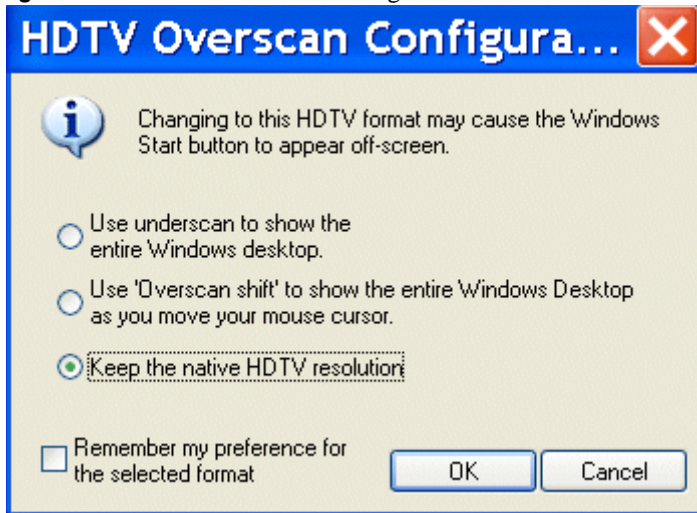 HDTV Overscan Configura...
Changing to this HDTV format may cause the Windows
Start button to appear off-screen.
Use underscan to show the
entire Windows desktop.
Use 'Overscan shift' to show the entire Windows Desktop
as you move your mouse cursor.
Keep the native HDTV resolution
Remember my preference for
the selected format
OK Cancel